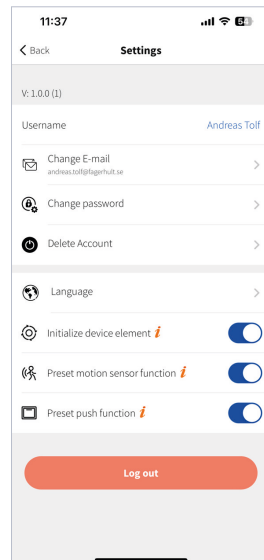 11:37
54
Back
Settings
V: 1.0.0 (1)
Username
Andreas Tolf
Change E-mail
andreas.tolf@fagerhult.se
Change password
Delete Account
Language
Initialize device element i
Preset motion sensor function i
Preset push function i
Log out